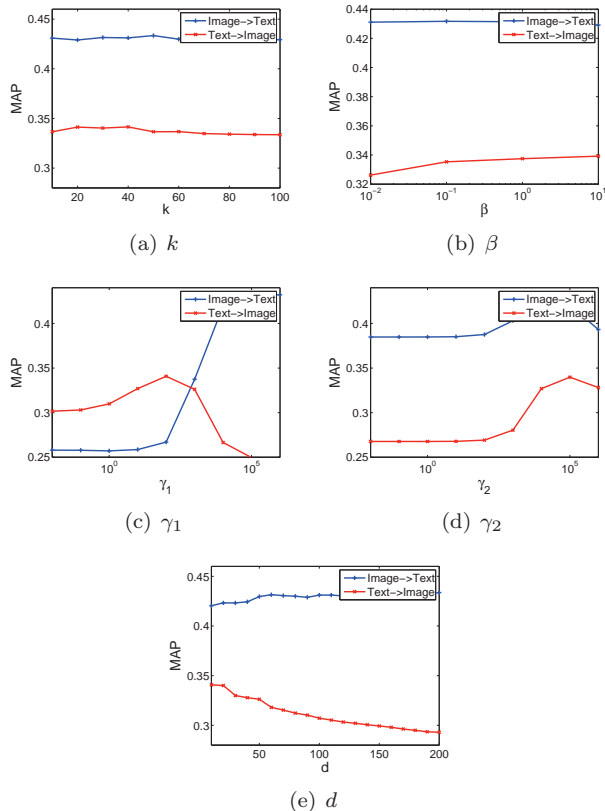 0.45
0.4
0.35
0.3
MAP
20 40 60 80 100
k
Image->Text
Text->Image
(a) k
0.44
0.42
0.4
0.38
0.36
0.34
0.32
MAP
10^-2 10^-1 10^0 10^1
β
Image->Text
Text->Image
(b) β
0.4
0.35
0.3
0.25
MAP
10^0 10^5
γ1
Image->Text
Text->Image
(c) γ1
0.4
0.35
0.3
0.25
MAP
10^0 10^5
γ2
Image->Text
Text->Image
(d) γ2
0.45
0.4
0.35
0.3
MAP
50 100 150 200
d
Image->Text
Text->Image
(e) d